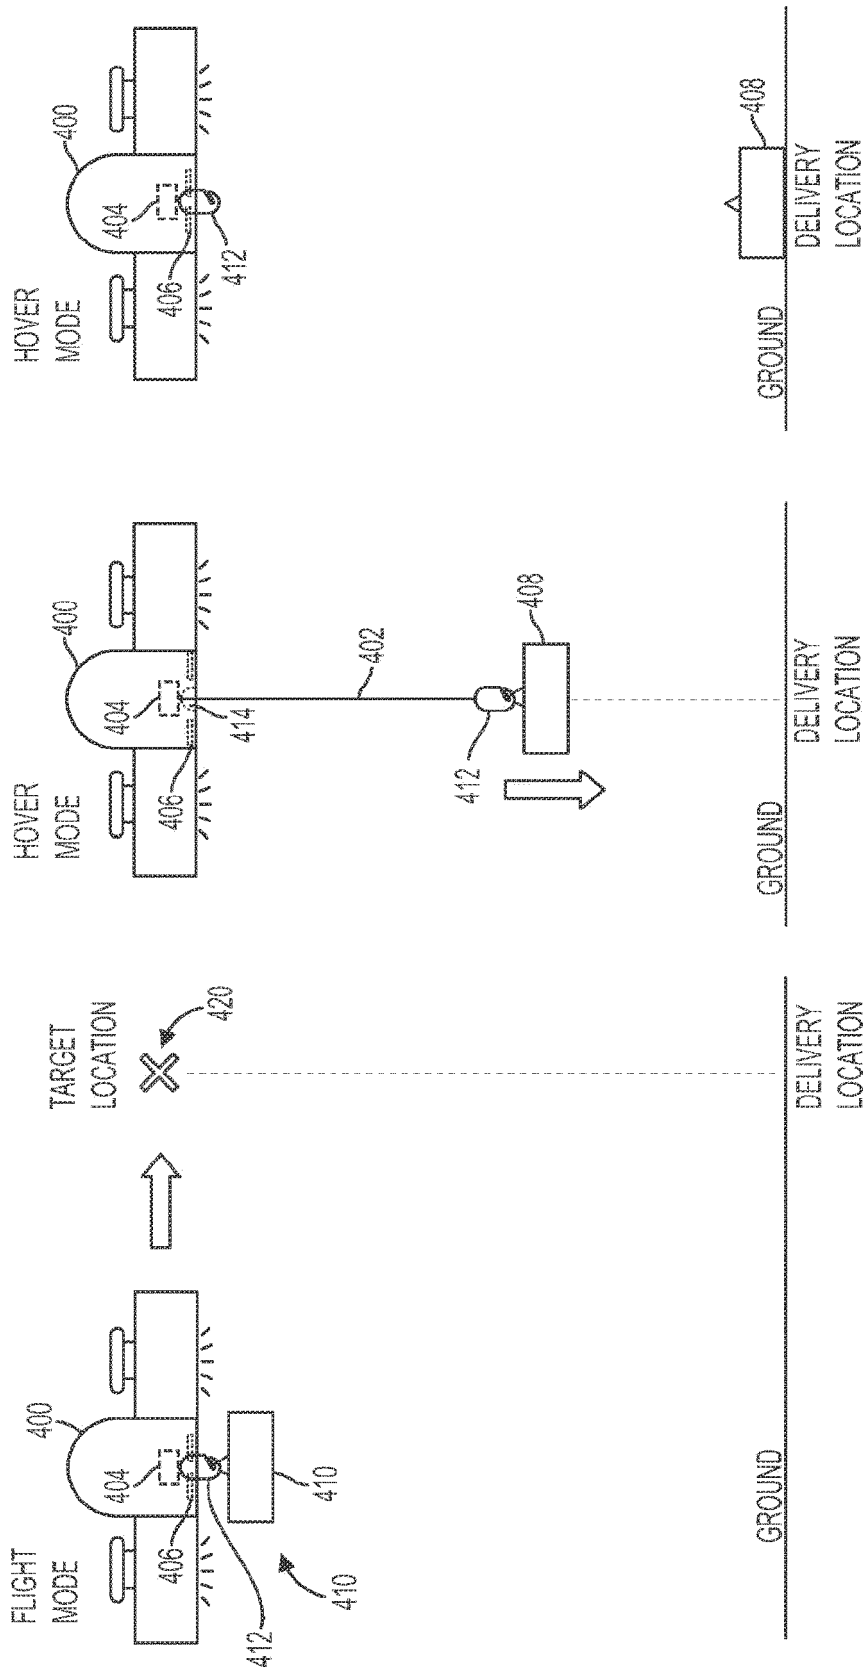 FLIGHT
MODE
400
404
406
412
410
410
TARGET
LOCATION
420
GROUND
DELIVERY
LOCATION
HOVER
MODE
400
404
406
414
402
412
408
GROUND
DELIVERY
LOCATION
HOVER
MODE
400
404
406
412
408
GROUND
DELIVERY
LOCATION